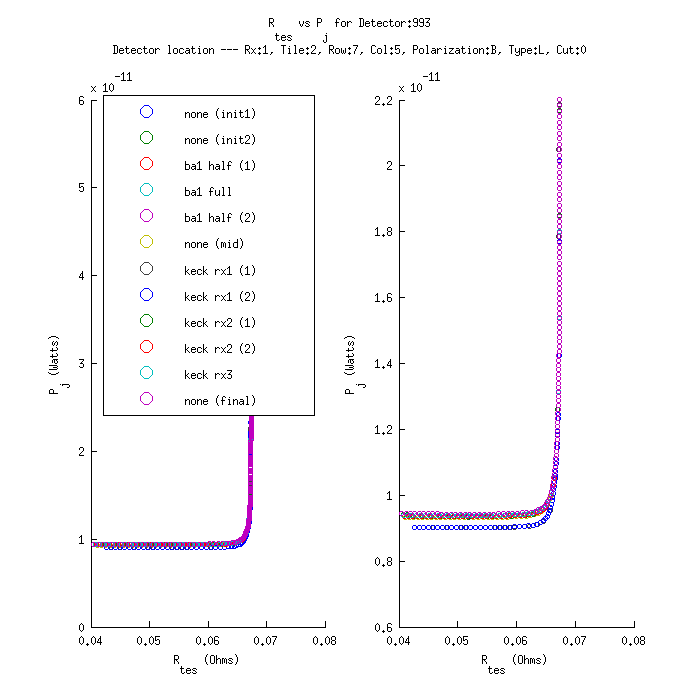 R    vs P  for Detector:993
tes    j
Detector location --- Rx:1, Tile:2, Row:7, Col:5, Polarization:B, Type:L, Cut:0
x 10-11
6
5
4
3
2
1
0
P j (Watts)
none (init1)
none (init2)
ba1 half (1)
ba1 full
ba1 half (2)
none (mid)
keck rx1 (1)
keck rx1 (2)
keck rx2 (1)
keck rx2 (2)
keck rx3
none (final)
0.04 0.05 0.06 0.07 0.08
R tes (Ohms)
x 10-11
2.2
2
1.8
1.6
1.4
1.2
1
0.8
0.6
P j (Watts)
0.04 0.05 0.06 0.07 0.08
R tes (Ohms)